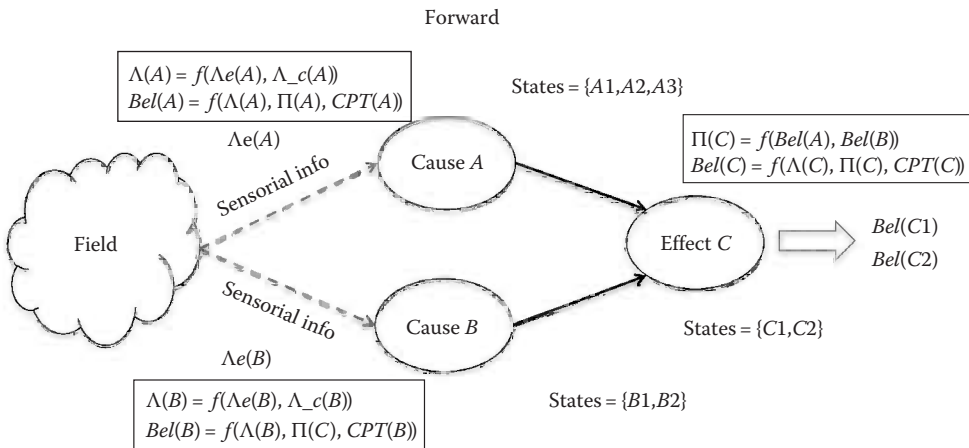 Forward
Λ(A) = f(Λe(A), Λ_c(A))
Bel(A) = f(Λ(A), Π(A), CPT(A))
States = {A1,A2,A3}
Λe(A)
Sensorial info
Cause A
Π(C) = f(Bel(A), Bel(B))
Bel(C) = f(Λ(C), Π(C), CPT(C))
Field
Effect C
Bel(C1)
Bel(C2)
Sensorial info
Cause B
States = {C1,C2}
Λe(B)
Λ(B) = f(Λe(B), Λ_c(B))
Bel(B) = f(Λ(B), Π(C), CPT(B))
States = {B1,B2}